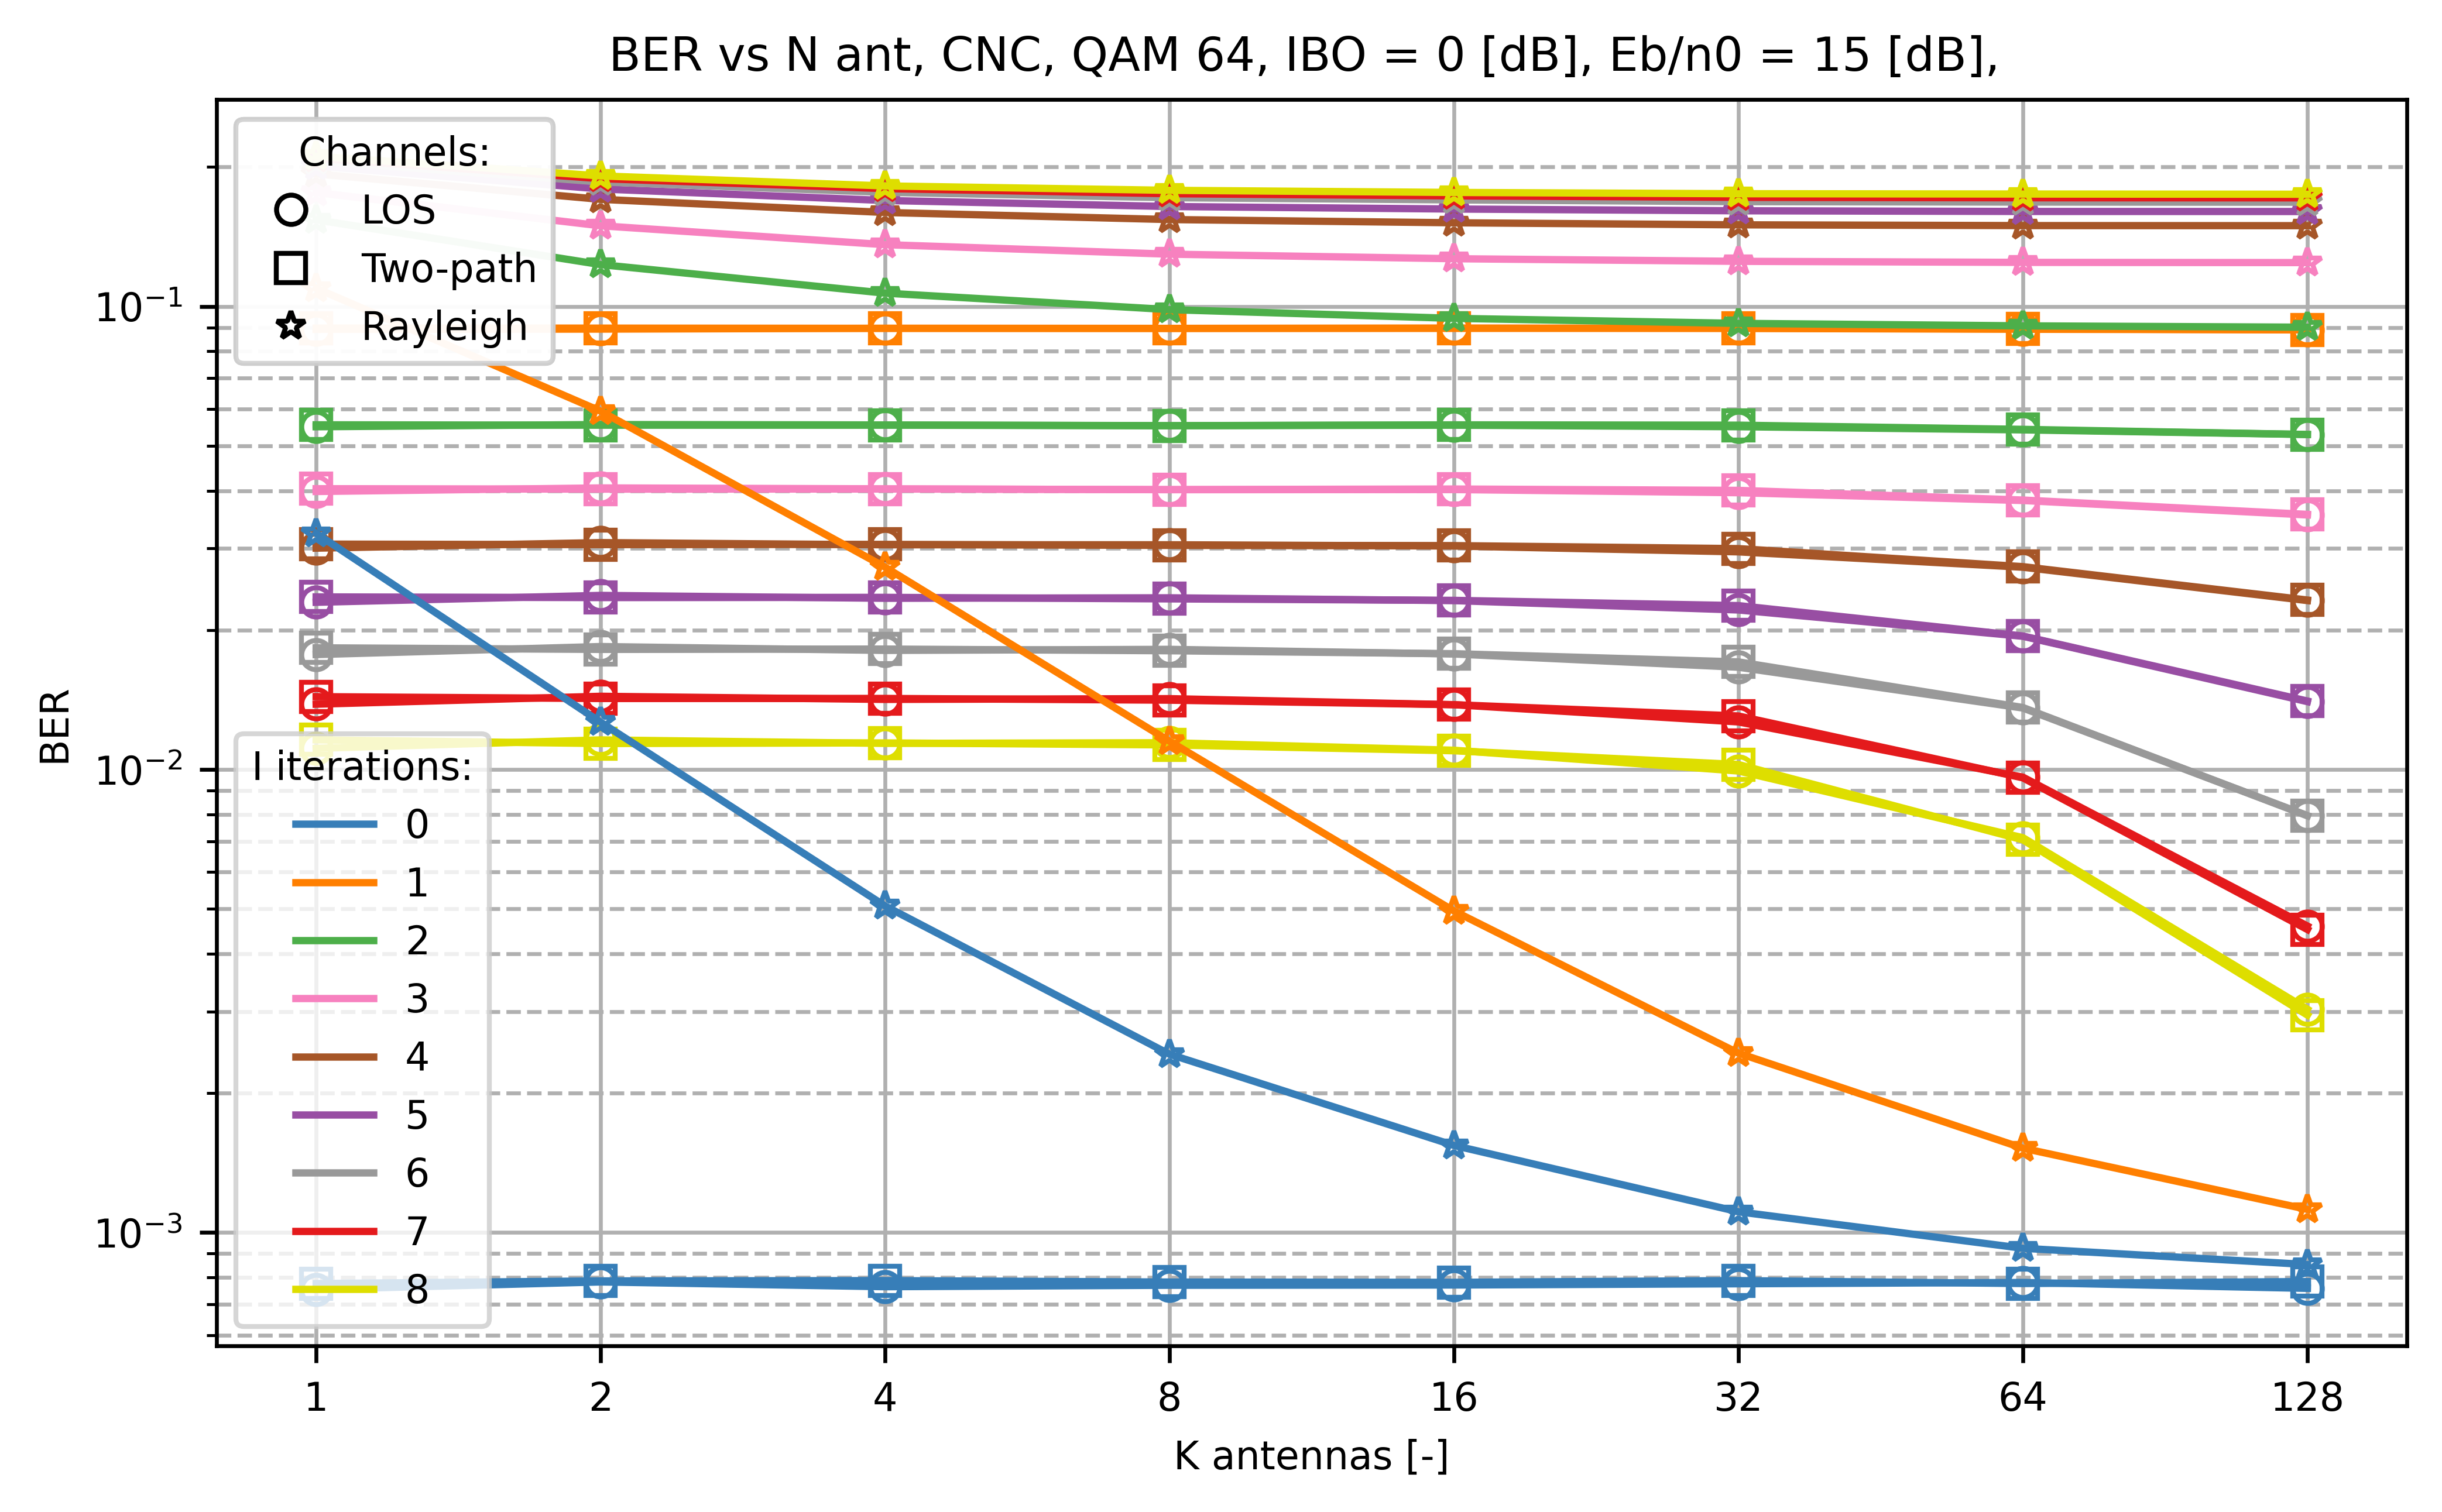 BER vs N ant, CNC, QAM 64, IBO = 0 [dB], Eb/n0 = 15 [dB],
Channels:
LOS
Two-path
Rayleigh
10⁻¹
10⁻²
10⁻³
BER
I iterations:
0
1
2
3
4
5
6
7
8
1 2 4 8 16 32 64 128
K antennas [-]